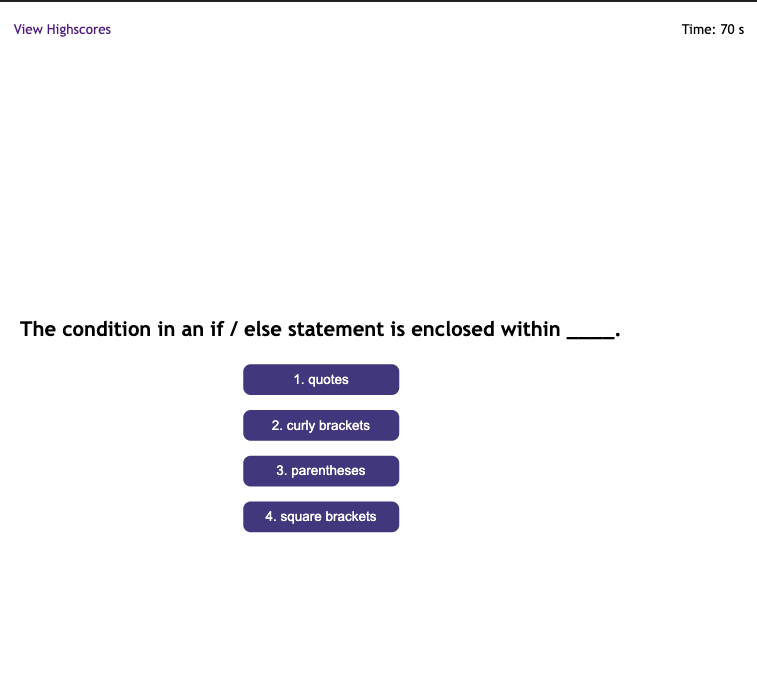 View Highscores
Time: 70 s
The condition in an if / else statement is enclosed within ____.
1. quotes
2. curly brackets
3. parentheses
4. square brackets